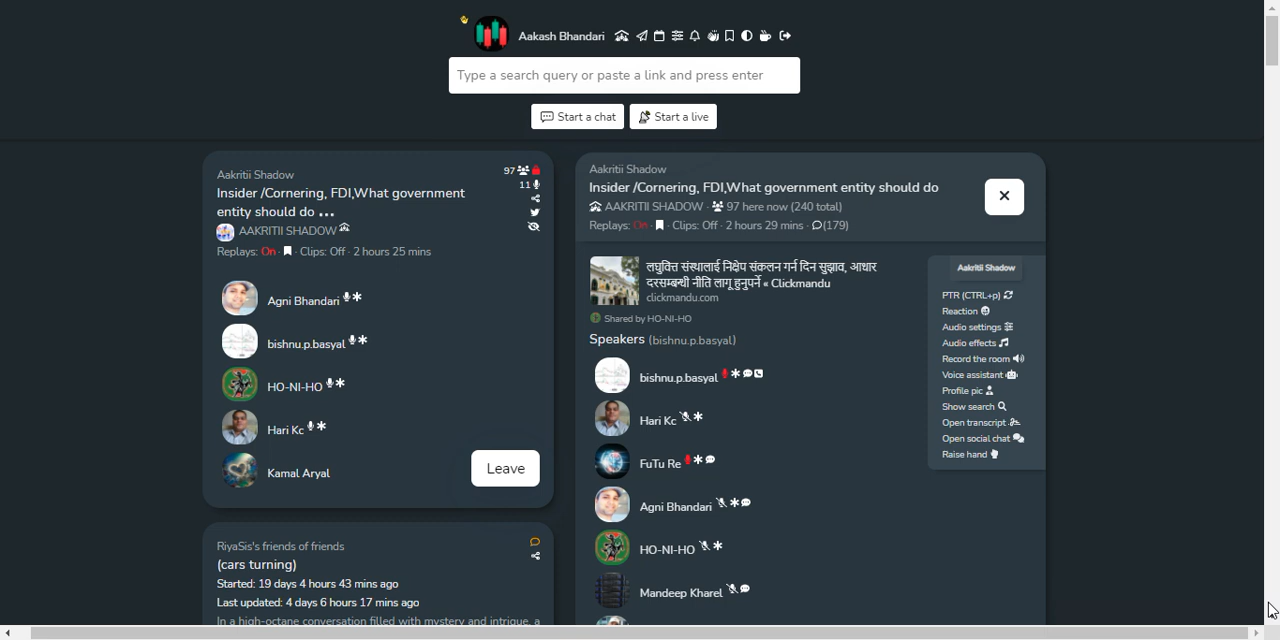 Aakash Bhandari
Type a search query or paste a link and press enter
Start a chat
Start a live
Aakritii Shadow
97
Insider /Cornering, FDI,What government
entity should do ...
11
AAKRITII SHADOW
Replays: On · · Clips: Off · 2 hours 25 mins
Agni Bhandari
bishnu.p.basyal
HO-NI-HO
Hari Kc
Kamal Aryal
Leave
RiyaSis's friends of friends
(cars turning)
Started: 19 days 4 hours 43 mins ago
Last updated: 4 days 6 hours 17 mins ago
In a high-octane conversation filled with mystery and intrigue, a
Aakritii Shadow
Insider /Cornering, FDI,What government entity should do
AAKRITII SHADOW · 97 here now (240 total)
Replays: On · · Clips: Off · 2 hours 29 mins · (179)
लघुवित्त संस्थालाई निक्षेप संकलन गर्न दिन सुझाव, आधार
दरसम्बन्धी नीति लागू हुनुपर्ने « Clickmandu
clickmandu.com
Shared by HO-NI-HO
Speakers (bishnu.p.basyal)
bishnu.p.basyal
Hari Kc
FuTu Re
Agni Bhandari
HO-NI-HO
Mandeep Kharel
Aakritii Shadow
PTR (CTRL+p)
Reaction
Audio settings
Audio effects
Record the room
Voice assistant
Profile pic
Show search
Open transcript
Open social chat
Raise hand